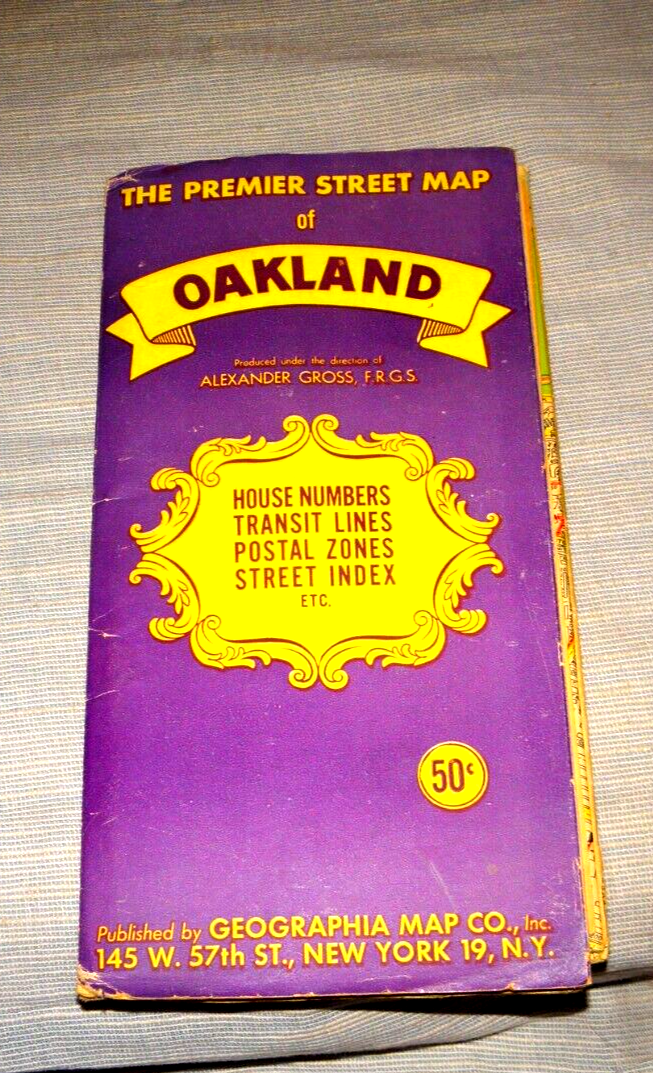 THE PREMIER STREET MAP
of
OAKLAND
Produced under the direction of
ALEXANDER GROSS, F.R.G.S.
HOUSE NUMBERS
TRANSIT LINES
POSTAL ZONES
STREET INDEX
ETC.
50¢
Published by GEOGRAPHIA MAP CO., Inc.
145 W. 57th ST., NEW YORK 19, N.Y.